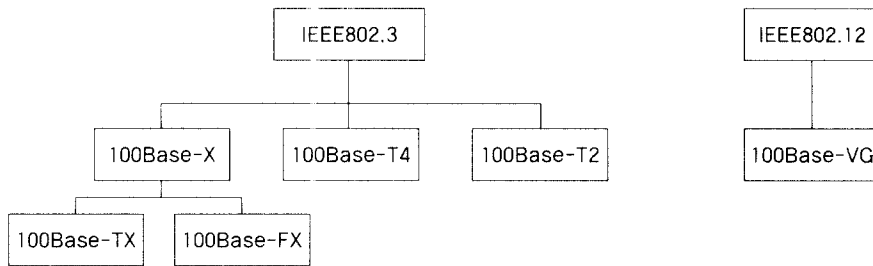 IEEE802.3
IEEE802.12
100Base-X
100Base-T4
100Base-T2
100Base-VG
100Base-TX
100Base-FX